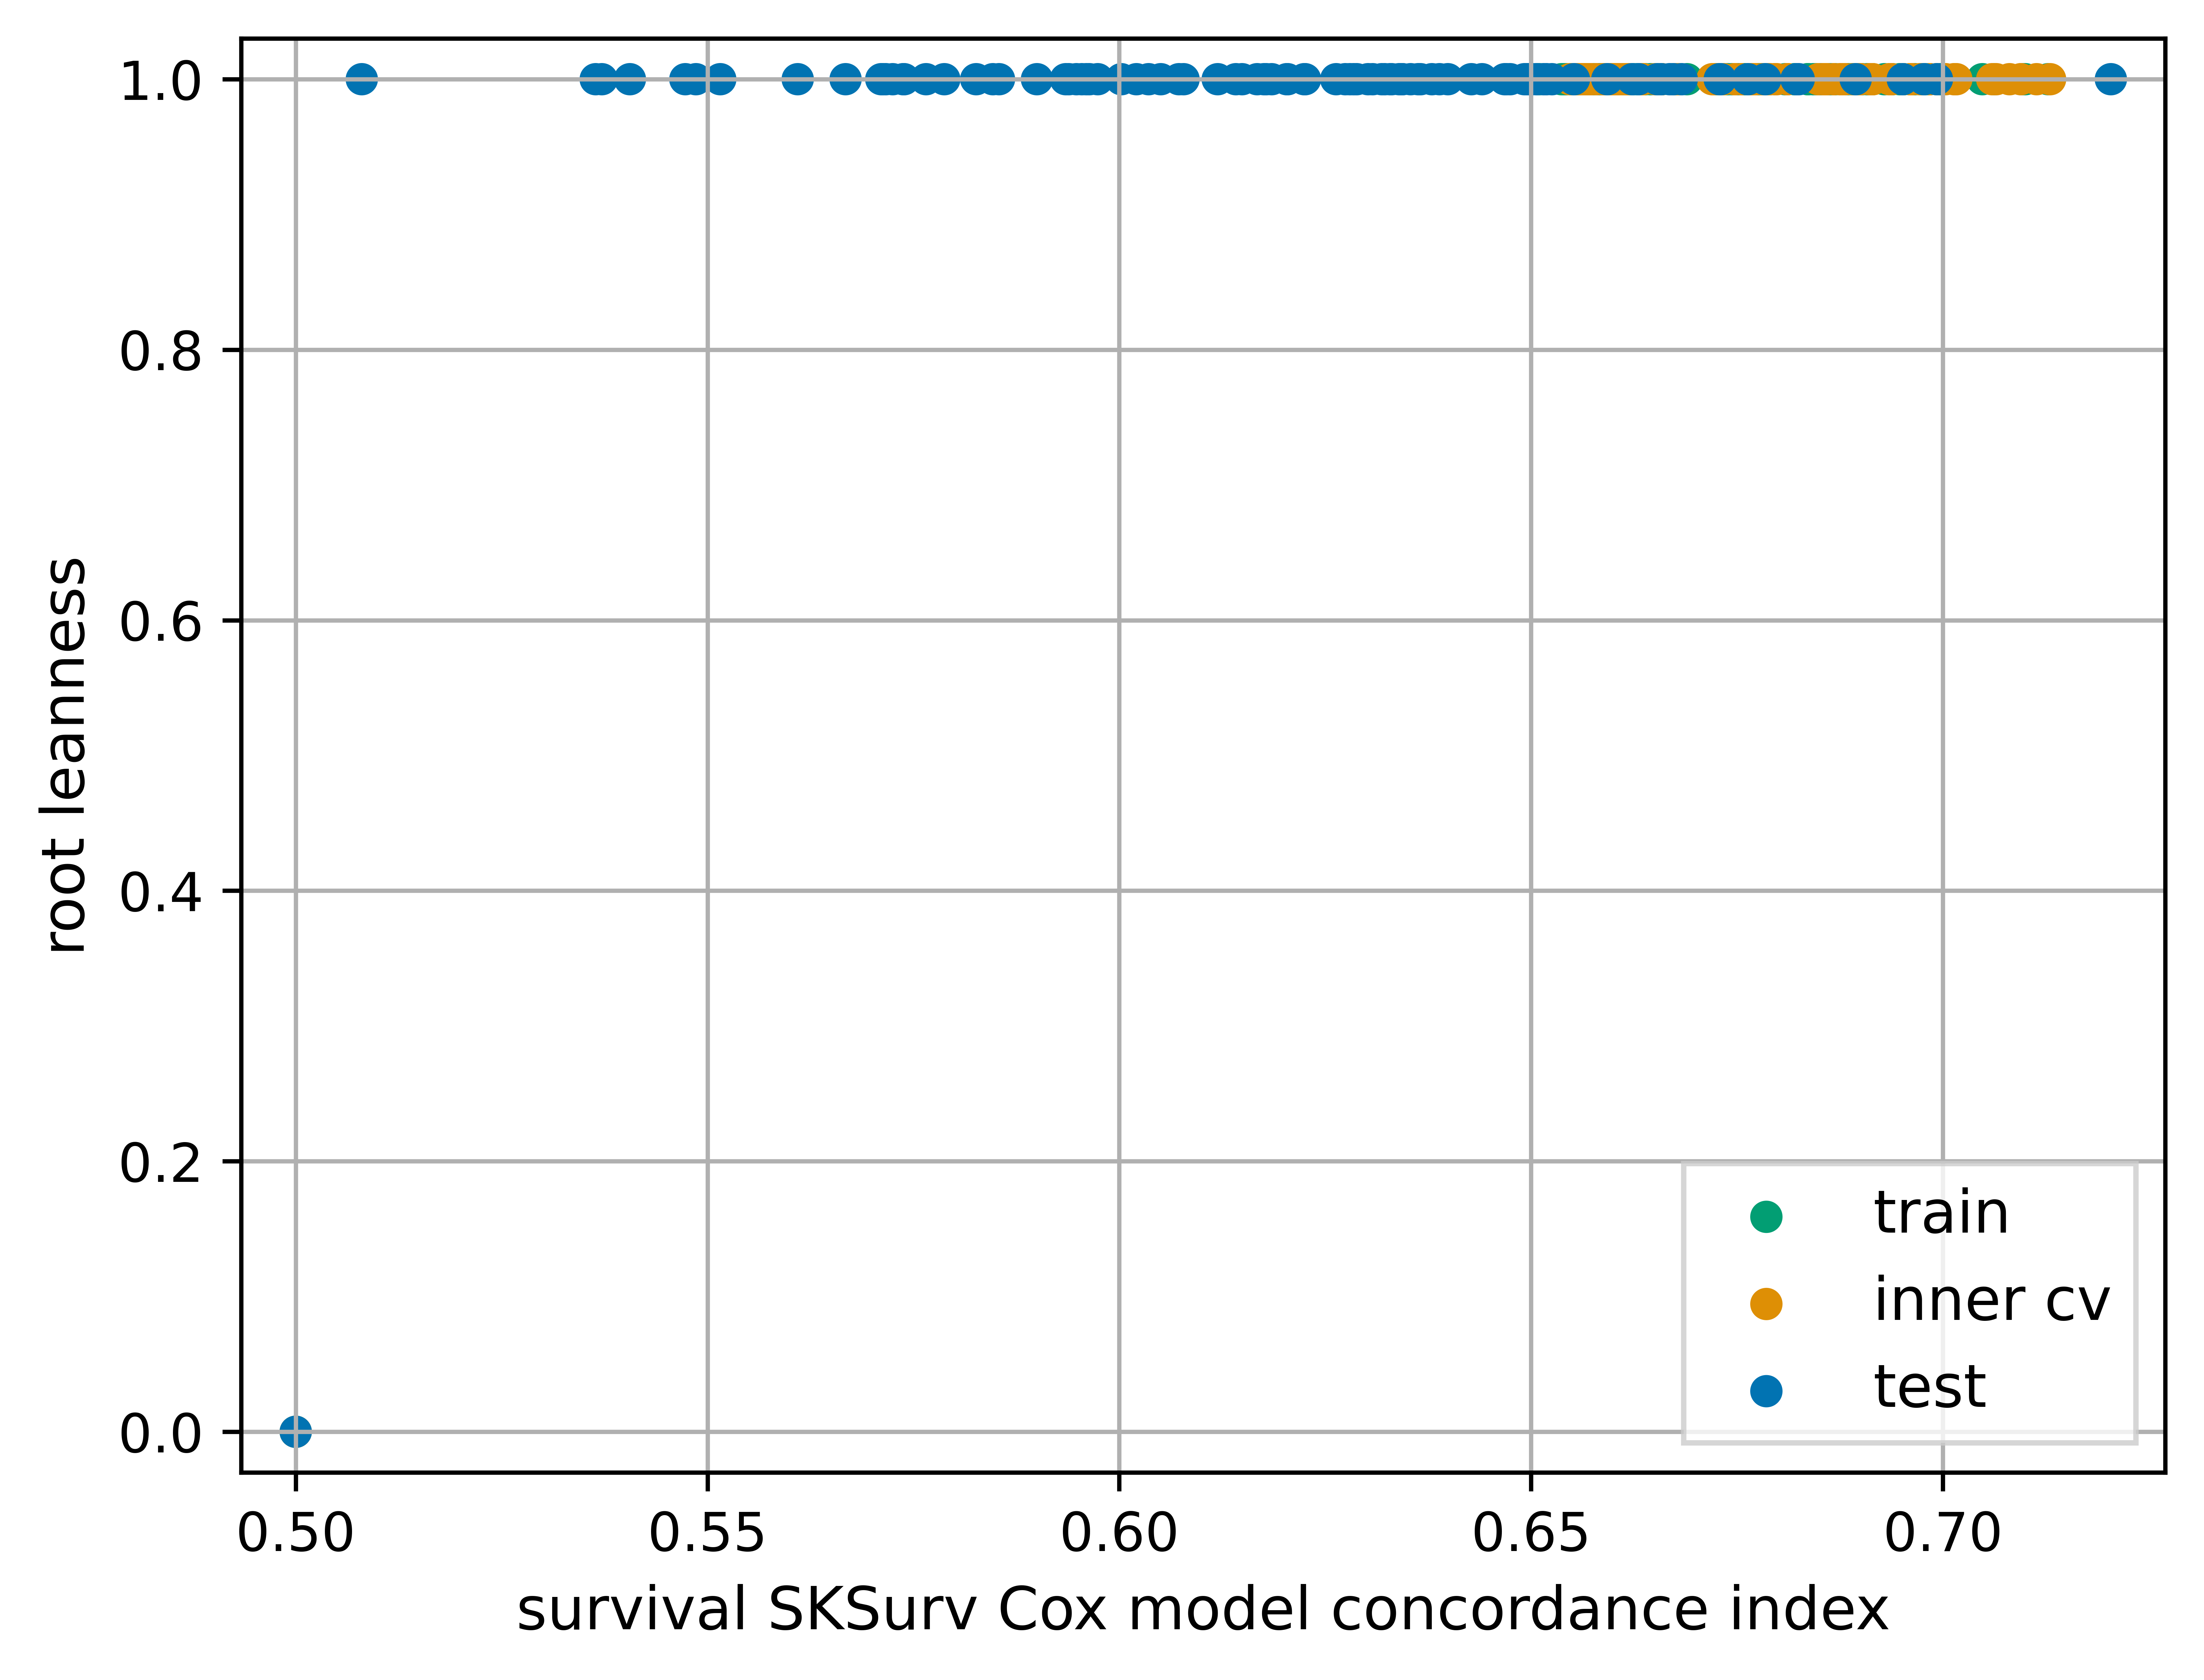 1.0
0.8
0.6
0.4
0.2
0.0
root leanness
train
inner cv
test
0.50 0.55 0.60 0.65 0.70
survival SKSurv Cox model concordance index